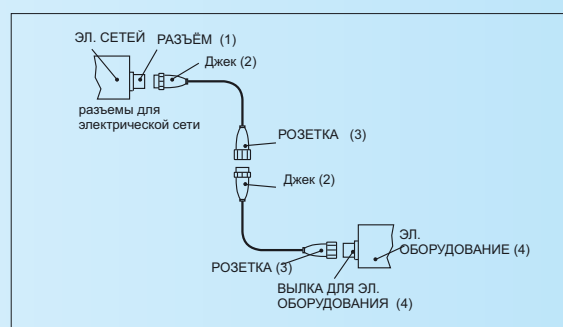 ЭЛ. СЕТЕЙ РАЗЪЁМ (1)
Джек (2)
разъемы для
электрической сети
РОЗЕТКА (3)
Джек (2)
ЭЛ.
ОБОРУДОВАНИЕ (4)
РОЗЕТКА (3)
ВЫЛКА ДЛЯ ЭЛ.
ОБОРУДОВАНИЯ (4)